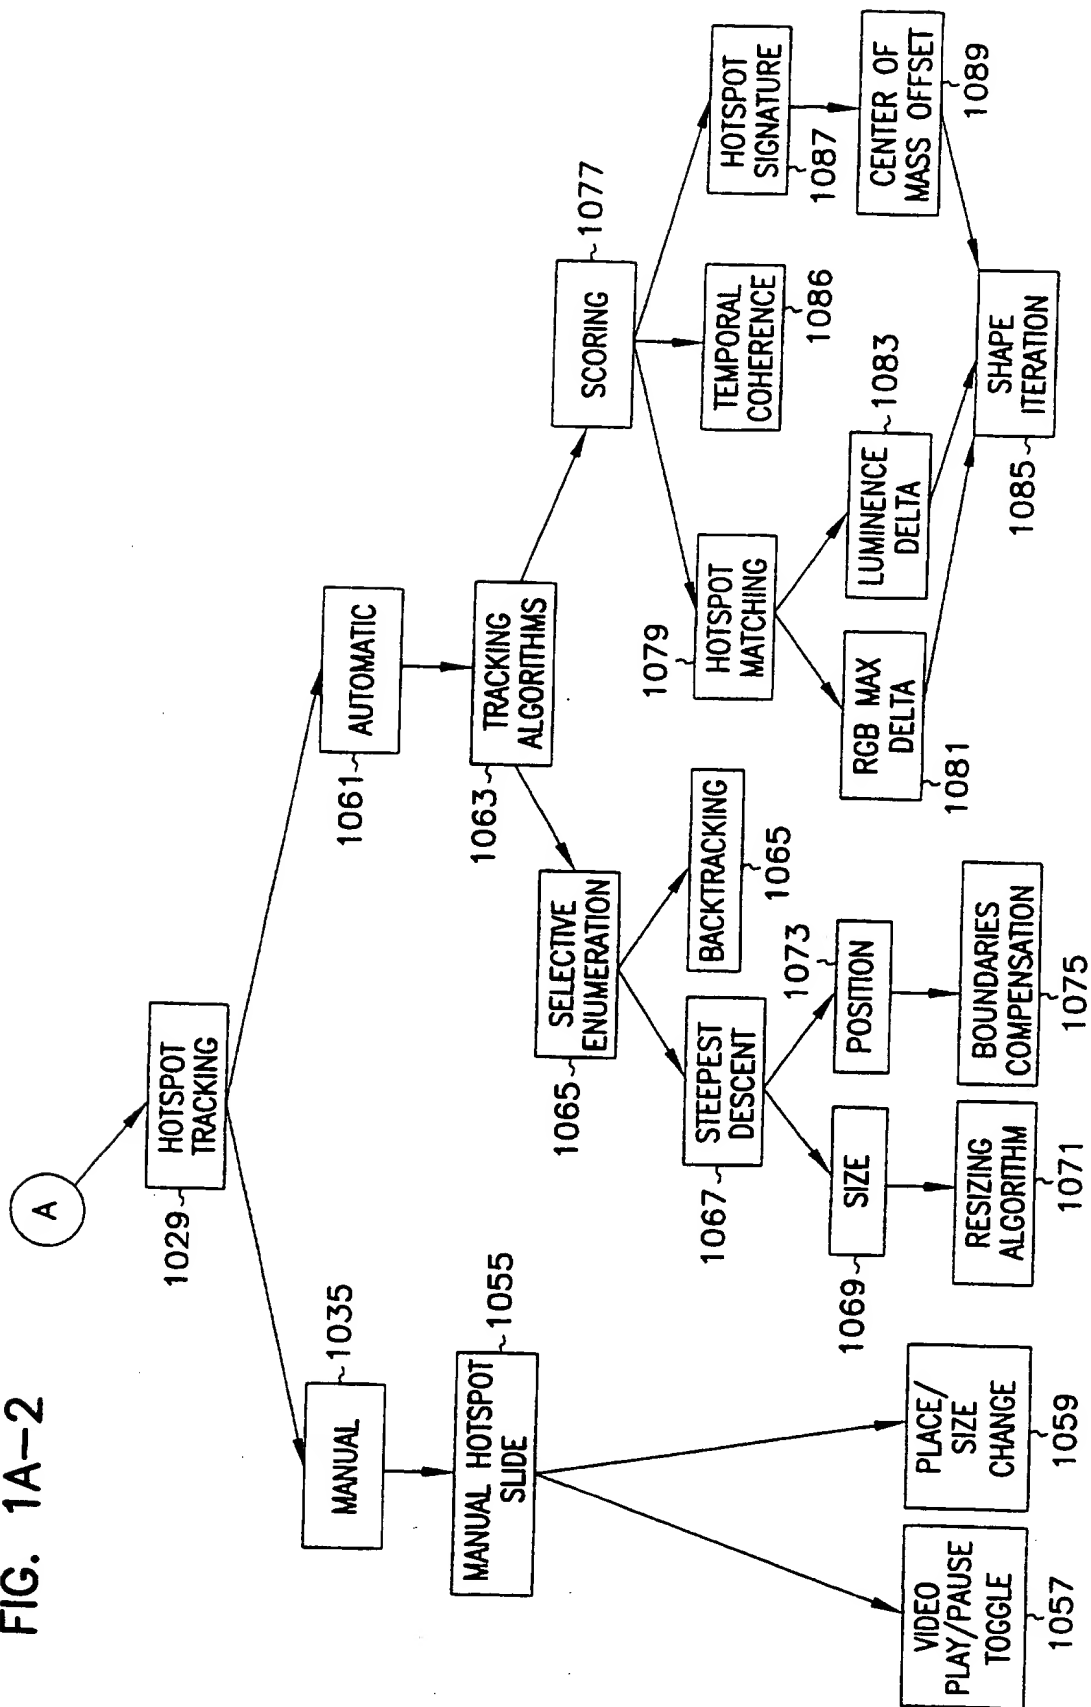 FIG. 1A-2
A
HOTSPOT
TRACKING
1029
MANUAL
1035
AUTOMATIC
1061
MANUAL HOTSPOT
SLIDE
1055
TRACKING
ALGORITHMS
1063
VIDEO
PLAY/PAUSE
TOGGLE
1057
PLACE/
SIZE
CHANGE
1059
SELECTIVE
ENUMERATION
1065
SCORING
1077
STEEPEST
DESCENT
1067
BACKTRACKING
1065
HOTSPOT
MATCHING
1079
TEMPORAL
COHERENCE
1086
HOTSPOT
SIGNATURE
1087
SIZE
1069
POSITION
1073
RGB MAX
DELTA
1081
LUMINENCE
DELTA
1083
CENTER OF
MASS OFFSET
1089
RESIZING
ALGORITHM
1071
BOUNDARIES
COMPENSATION
1075
SHAPE
ITERATION
1085